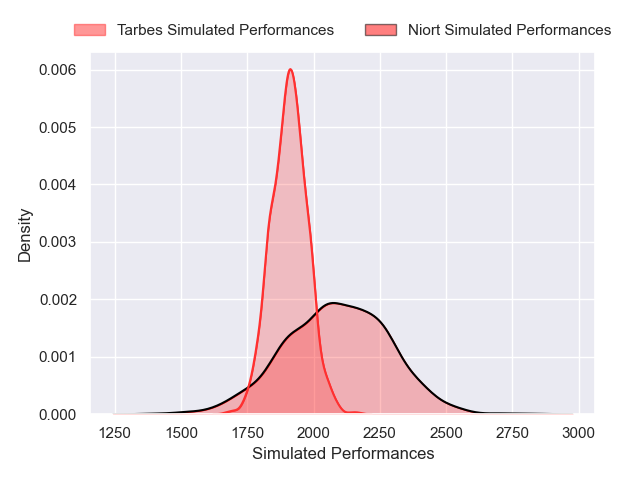 Tarbes Simulated Performances Niort Simulated Performances
0.006
0.005
0.004
0.003
0.002
0.001
0.000
Density
1250 1500 1750 2000 2250 2500 2750 3000
Simulated Performances